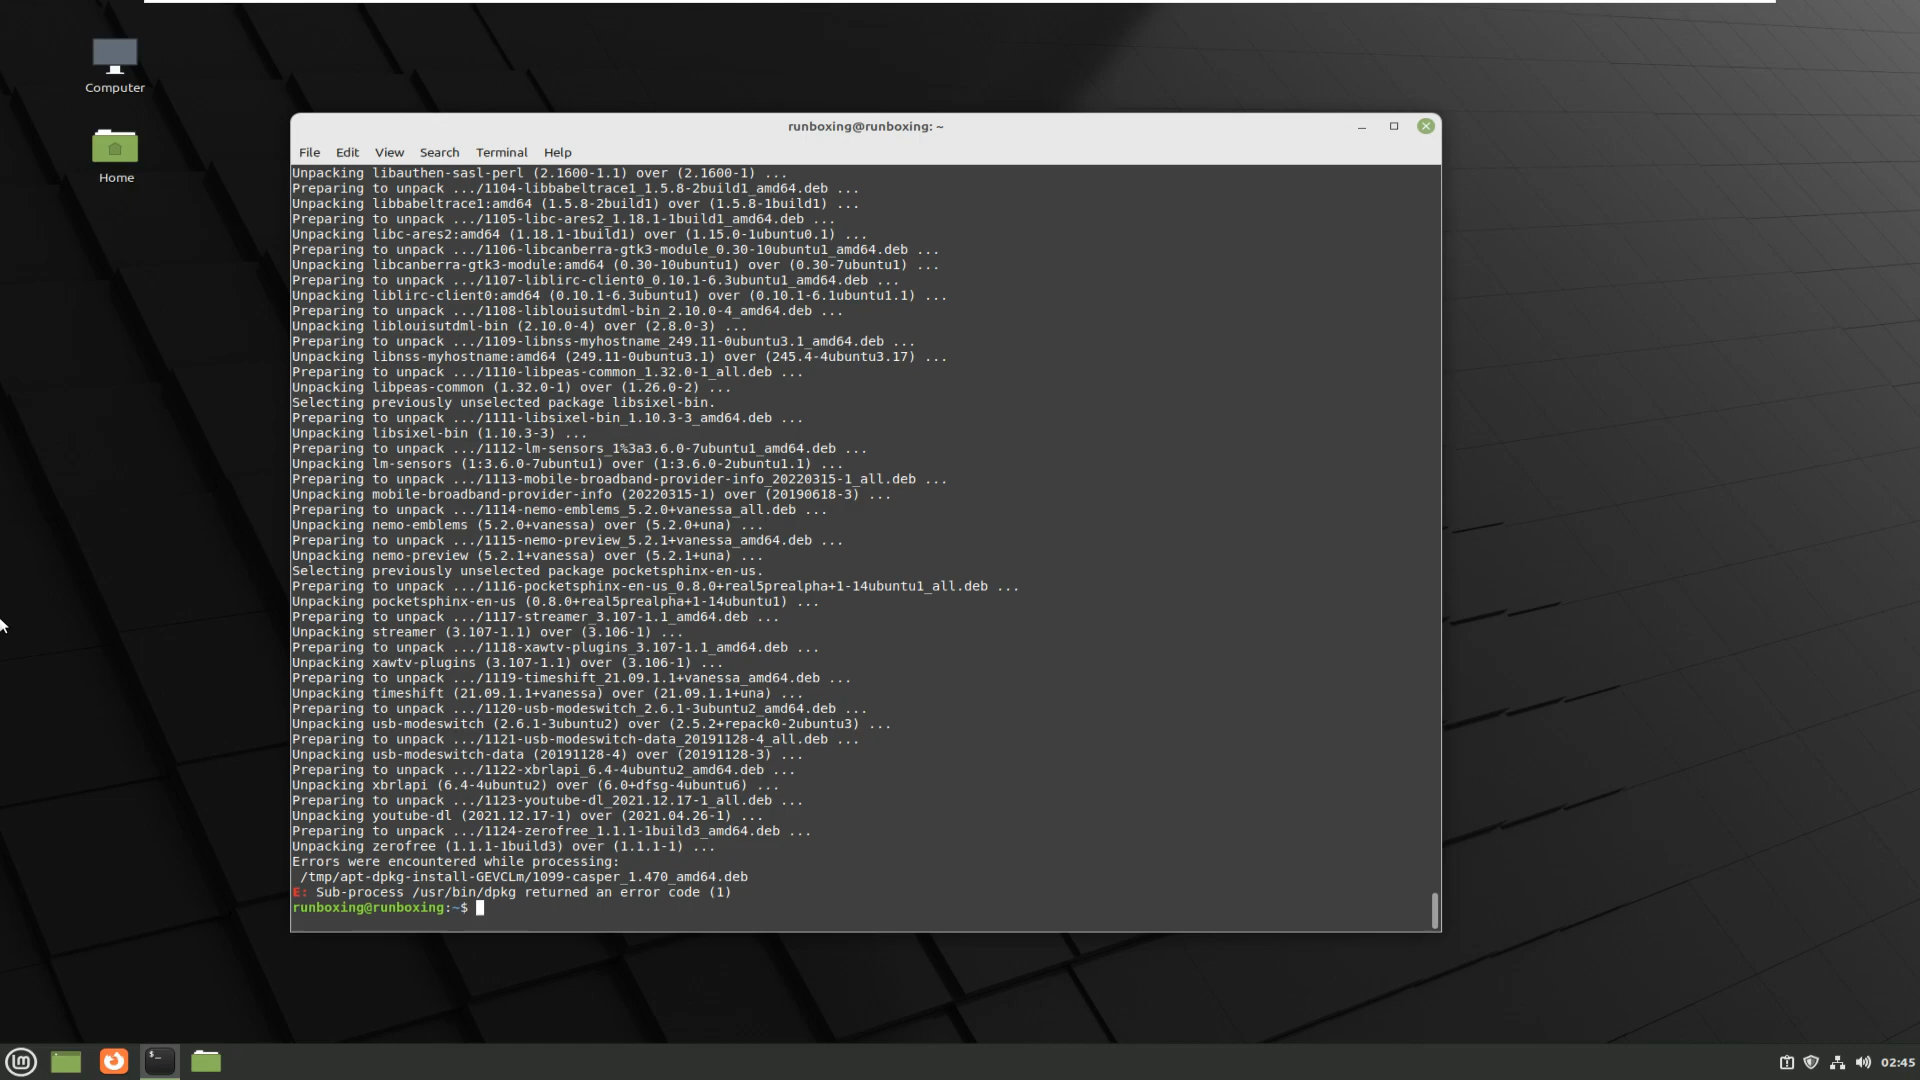 Computer
Home
runboxing@runboxing: ~
File Edit View Search Terminal Help
Unpacking libauthen-sasl-perl (2.1600-1.1) over (2.1600-1) ...
Preparing to unpack .../1104-libbabeltrace1_1.5.8-2build1_amd64.deb ...
Unpacking libbabeltrace1:amd64 (1.5.8-2build1) over (1.5.8-1build1) ...
Preparing to unpack .../1105-libc-ares2_1.18.1-1build1_amd64.deb ...
Unpacking libc-ares2:amd64 (1.18.1-1build1) over (1.15.0-1ubuntu0.1) ...
Preparing to unpack .../1106-libcanberra-gtk3-module_0.30-10ubuntu1_amd64.deb ...
Unpacking libcanberra-gtk3-module:amd64 (0.30-10ubuntu1) over (0.30-7ubuntu1) ...
Preparing to unpack .../1107-liblirc-client0_0.10.1-6.3ubuntu1_amd64.deb ...
Unpacking liblirc-client0:amd64 (0.10.1-6.3ubuntu1) over (0.10.1-6.1ubuntu1.1) ...
Preparing to unpack .../1108-liblouisutdml-bin_2.10.0-4_amd64.deb ...
Unpacking liblouisutdml-bin (2.10.0-4) over (2.8.0-3) ...
Preparing to unpack .../1109-libnss-myhostname_249.11-0ubuntu3.1_amd64.deb ...
Unpacking libnss-myhostname:amd64 (249.11-0ubuntu3.1) over (245.4-4ubuntu3.17) ...
Preparing to unpack .../1110-libpeas-common_1.32.0-1_all.deb ...
Unpacking libpeas-common (1.32.0-1) over (1.26.0-2) ...
Selecting previously unselected package libsixel-bin.
Preparing to unpack .../1111-libsixel-bin_1.10.3-3_amd64.deb ...
Unpacking libsixel-bin (1.10.3-3) ...
Preparing to unpack .../1112-lm-sensors_1%3a3.6.0-7ubuntu1_amd64.deb ...
Unpacking lm-sensors (1:3.6.0-7ubuntu1) over (1:3.6.0-2ubuntu1.1) ...
Preparing to unpack .../1113-mobile-broadband-provider-info_20220315-1_all.deb ...
Unpacking mobile-broadband-provider-info (20220315-1) over (20190618-3) ...
Preparing to unpack .../1114-nemo-emblems_5.2.0+vanessa_all.deb ...
Unpacking nemo-emblems (5.2.0+vanessa) over (5.2.0+una) ...
Preparing to unpack .../1115-nemo-preview_5.2.1+vanessa_amd64.deb ...
Unpacking nemo-preview (5.2.1+vanessa) over (5.2.1+una) ...
Selecting previously unselected package pocketsphinx-en-us.
Preparing to unpack .../1116-pocketsphinx-en-us_0.8.0+real5prealpha+1-14ubuntu1_all.deb ...
Unpacking pocketsphinx-en-us (0.8.0+real5prealpha+1-14ubuntu1) ...
Preparing to unpack .../1117-streamer_3.107-1.1_amd64.deb ...
Unpacking streamer (3.107-1.1) over (3.106-1) ...
Preparing to unpack .../1118-xawtv-plugins_3.107-1.1_amd64.deb ...
Unpacking xawtv-plugins (3.107-1.1) over (3.106-1) ...
Preparing to unpack .../1119-timeshift_21.09.1.1+vanessa_amd64.deb ...
Unpacking timeshift (21.09.1.1+vanessa) over (21.09.1.1+una) ...
Preparing to unpack .../1120-usb-modeswitch_2.6.1-3ubuntu2_amd64.deb ...
Unpacking usb-modeswitch (2.6.1-3ubuntu2) over (2.5.2+repack0-2ubuntu3) ...
Preparing to unpack .../1121-usb-modeswitch-data_20191128-4_all.deb ...
Unpacking usb-modeswitch-data (20191128-4) over (20191128-3) ...
Preparing to unpack .../1122-xbrlapi_6.4-4ubuntu2_amd64.deb ...
Unpacking xbrlapi (6.4-4ubuntu2) over (6.0+dfsg-4ubuntu6) ...
Preparing to unpack .../1123-youtube-dl_2021.12.17-1_all.deb ...
Unpacking youtube-dl (2021.12.17-1) over (2021.04.26-1) ...
Preparing to unpack .../1124-zerofree_1.1.1-1build3_amd64.deb ...
Unpacking zerofree (1.1.1-1build3) over (1.1.1-1) ...
Errors were encountered while processing:
/tmp/apt-dpkg-install-GEVCLm/1099-casper_1.470_amd64.deb
E: Sub-process /usr/bin/dpkg returned an error code (1)
runboxing@runboxing:~$
02:45